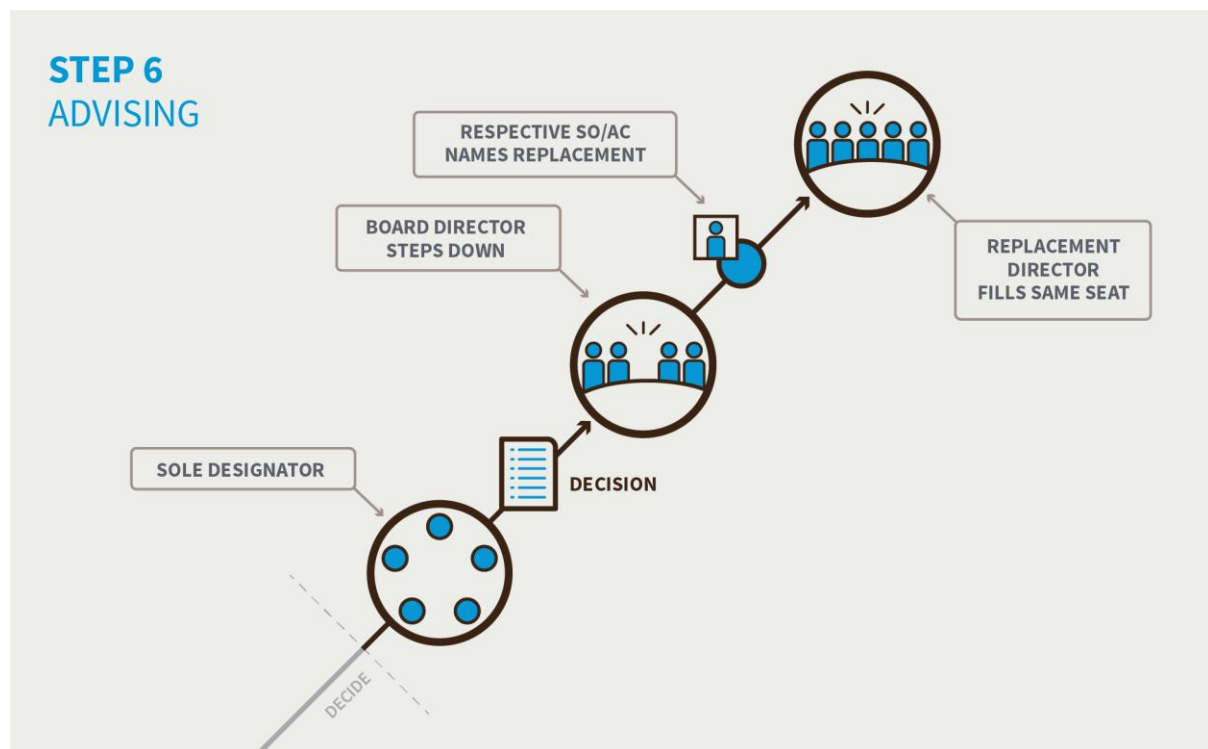 STEP 6
ADVISING
RESPECTIVE SO/AC
NAMES REPLACEMENT
BOARD DIRECTOR
STEPS DOWN
REPLACEMENT
DIRECTOR
FILLS SAME SEAT
SOLE DESIGNATOR
DECISION
DECIDE